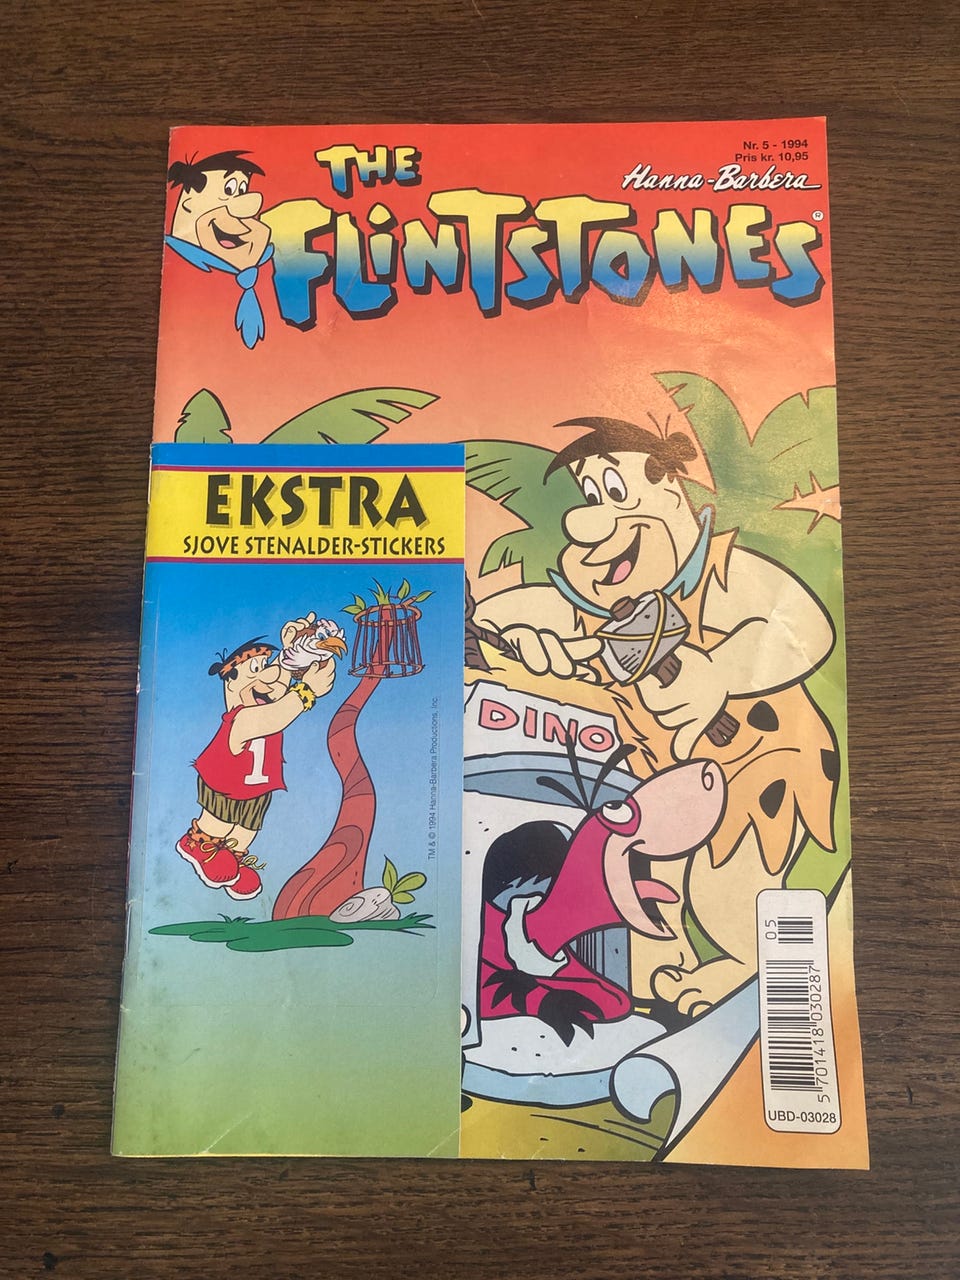 Nr. 5 - 1994
Pris kr. 10,95
Hanna-Barbera
THE
FLINTSTONES®
EKSTRA
SJOVE STENALDER-STICKERS
1
TM & © 1994 Hanna-Barbera Productions, Inc.
DINO
05
5 701418 030287
UBD-03028